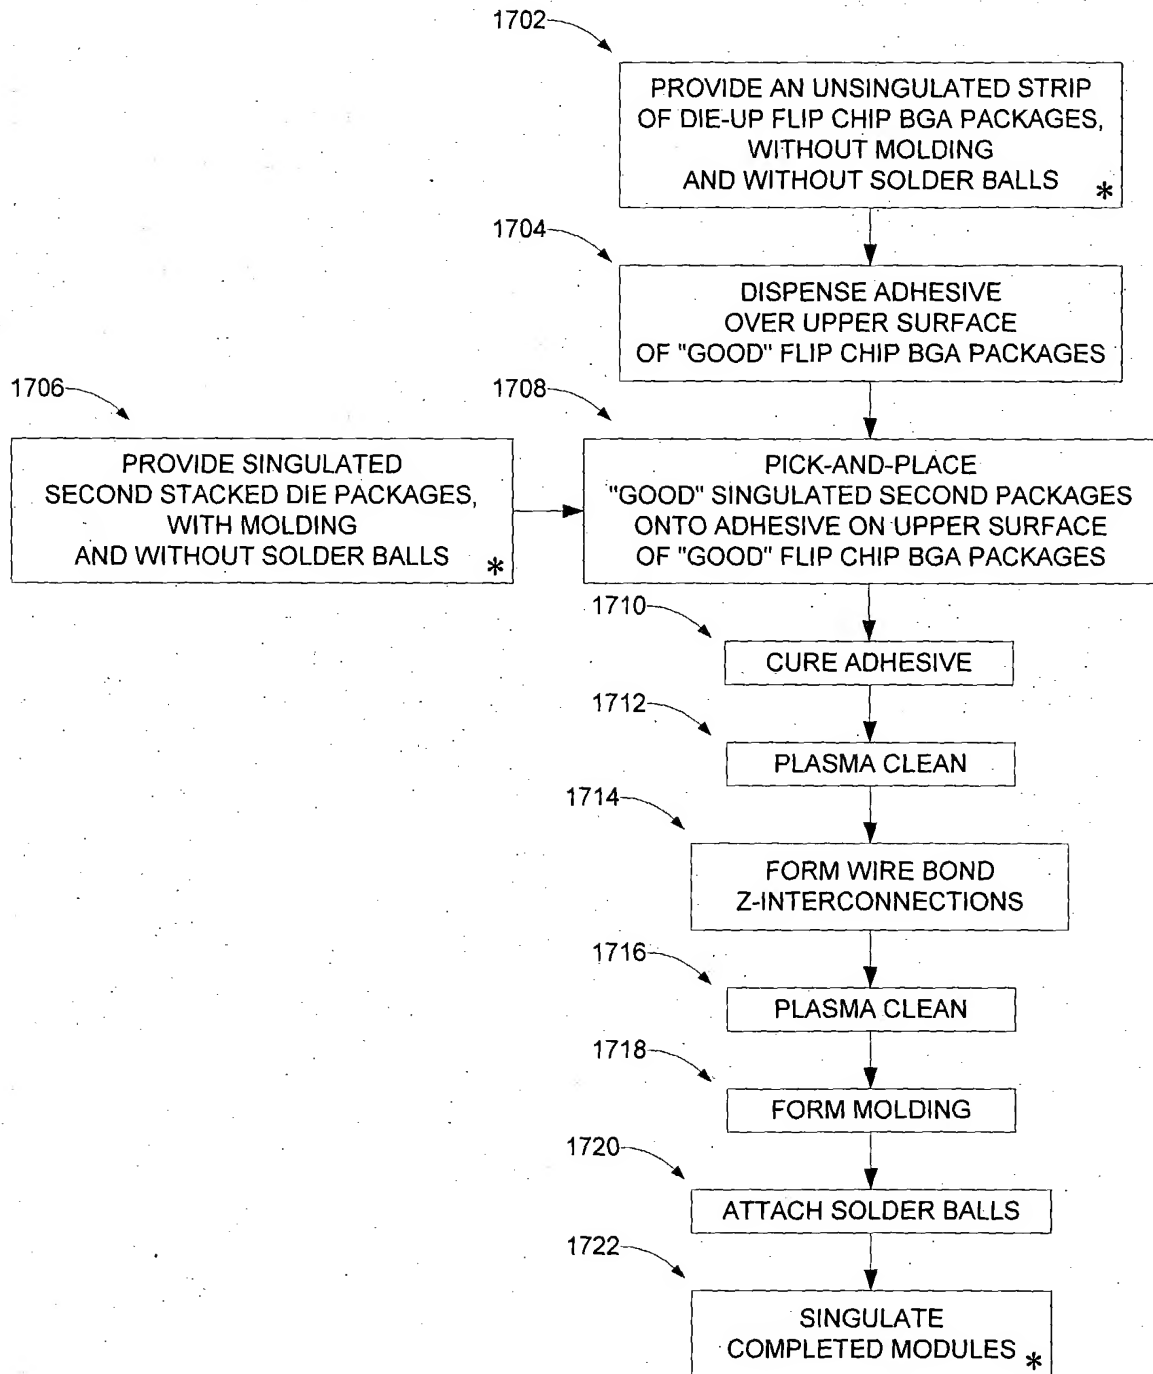 1702
PROVIDE AN UNSINGULATED STRIP
OF DIE-UP FLIP CHIP BGA PACKAGES,
WITHOUT MOLDING
AND WITHOUT SOLDER BALLS *
1704
DISPENSE ADHESIVE
OVER UPPER SURFACE
OF "GOOD" FLIP CHIP BGA PACKAGES
1706
PROVIDE SINGULATED
SECOND STACKED DIE PACKAGES,
WITH MOLDING
AND WITHOUT SOLDER BALLS *
1708
PICK-AND-PLACE
"GOOD" SINGULATED SECOND PACKAGES
ONTO ADHESIVE ON UPPER SURFACE
OF "GOOD" FLIP CHIP BGA PACKAGES
1710
CURE ADHESIVE
1712
PLASMA CLEAN
1714
FORM WIRE BOND
Z-INTERCONNECTIONS
1716
PLASMA CLEAN
1718
FORM MOLDING
1720
ATTACH SOLDER BALLS
1722
SINGULATE
COMPLETED MODULES *